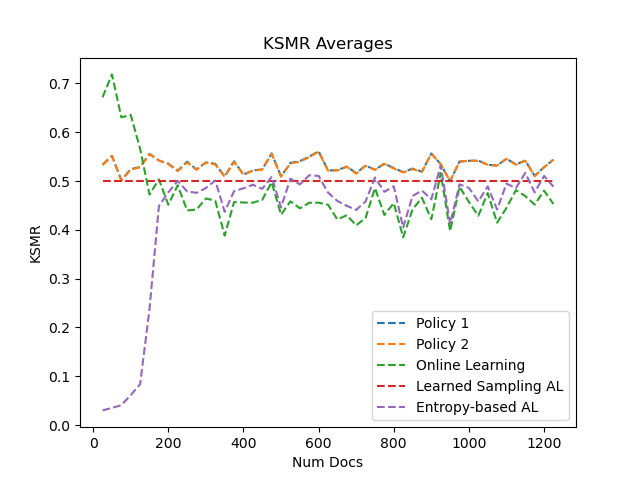 KSMR Averages
KSMR
0.7
0.6
0.5
0.4
0.3
0.2
0.1
0.0
Policy 1
Policy 2
Online Learning
Learned Sampling AL
Entropy-based AL
0 200 400 600 800 1000 1200
Num Docs